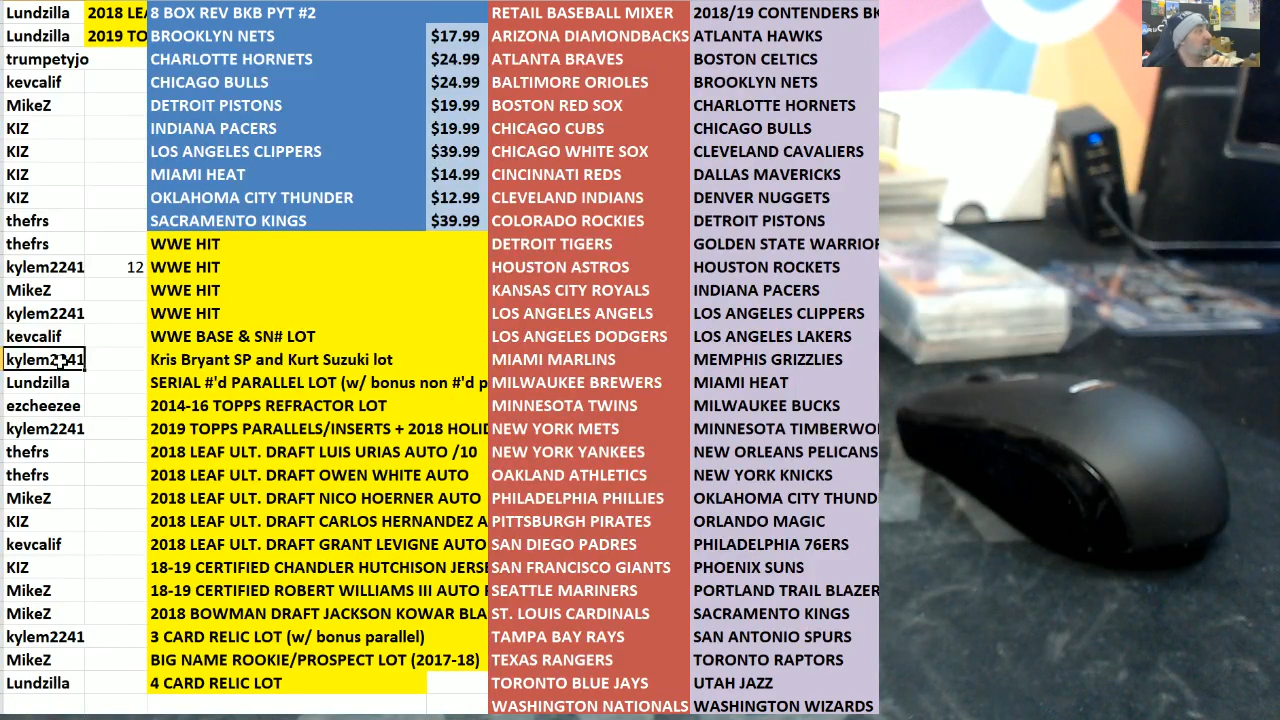 Lundzilla 2018 LEA 8 BOX REV BKB PYT #2 RETAIL BASEBALL MIXER 2018/19 CONTENDERS BK
Lundzilla 2019 TO BROOKLYN NETS $17.99 ARIZONA DIAMONDBACKS ATLANTA HAWKS
trumpetyjo CHARLOTTE HORNETS $24.99 ATLANTA BRAVES BOSTON CELTICS
kevcalif CHICAGO BULLS $24.99 BALTIMORE ORIOLES BROOKLYN NETS
MikeZ DETROIT PISTONS $19.99 BOSTON RED SOX CHARLOTTE HORNETS
KIZ INDIANA PACERS $19.99 CHICAGO CUBS CHICAGO BULLS
KIZ LOS ANGELES CLIPPERS $39.99 CHICAGO WHITE SOX CLEVELAND CAVALIERS
KIZ MIAMI HEAT $14.99 CINCINNATI REDS DALLAS MAVERICKS
KIZ OKLAHOMA CITY THUNDER $12.99 CLEVELAND INDIANS DENVER NUGGETS
thefrs SACRAMENTO KINGS $39.99 COLORADO ROCKIES DETROIT PISTONS
thefrs WWE HIT DETROIT TIGERS GOLDEN STATE WARRIOR
kylem2241 12 WWE HIT HOUSTON ASTROS HOUSTON ROCKETS
MikeZ WWE HIT KANSAS CITY ROYALS INDIANA PACERS
kylem2241 WWE HIT LOS ANGELES ANGELS LOS ANGELES CLIPPERS
kevcalif WWE BASE & SN# LOT LOS ANGELES DODGERS LOS ANGELES LAKERS
kylem2241 Kris Bryant SP and Kurt Suzuki lot MIAMI MARLINS MEMPHIS GRIZZLIES
Lundzilla SERIAL #'d PARALLEL LOT (w/ bonus non #'d p MILWAUKEE BREWERS MIAMI HEAT
ezcheezee 2014-16 TOPPS REFRACTOR LOT MINNESOTA TWINS MILWAUKEE BUCKS
kylem2241 2019 TOPPS PARALLELS/INSERTS + 2018 HOLID NEW YORK METS MINNESOTA TIMBERWO
thefrs 2018 LEAF ULT. DRAFT LUIS URIAS AUTO /10 NEW YORK YANKEES NEW ORLEANS PELICANS
thefrs 2018 LEAF ULT. DRAFT OWEN WHITE AUTO OAKLAND ATHLETICS NEW YORK KNICKS
MikeZ 2018 LEAF ULT. DRAFT NICO HOERNER AUTO PHILADELPHIA PHILLIES OKLAHOMA CITY THUND
KIZ 2018 LEAF ULT. DRAFT CARLOS HERNANDEZ A PITTSBURGH PIRATES ORLANDO MAGIC
kevcalif 2018 LEAF ULT. DRAFT GRANT LEVIGNE AUTO SAN DIEGO PADRES PHILADELPHIA 76ERS
KIZ 18-19 CERTIFIED CHANDLER HUTCHISON JERSE SAN FRANCISCO GIANTS PHOENIX SUNS
MikeZ 18-19 CERTIFIED ROBERT WILLIAMS III AUTO SEATTLE MARINERS PORTLAND TRAIL BLAZER
MikeZ 2018 BOWMAN DRAFT JACKSON KOWAR BLA ST. LOUIS CARDINALS SACRAMENTO KINGS
kylem2241 3 CARD RELIC LOT (w/ bonus parallel) TAMPA BAY RAYS SAN ANTONIO SPURS
MikeZ BIG NAME ROOKIE/PROSPECT LOT (2017-18) TEXAS RANGERS TORONTO RAPTORS
Lundzilla 4 CARD RELIC LOT TORONTO BLUE JAYS UTAH JAZZ
WASHINGTON NATIONALS WASHINGTON WIZARDS